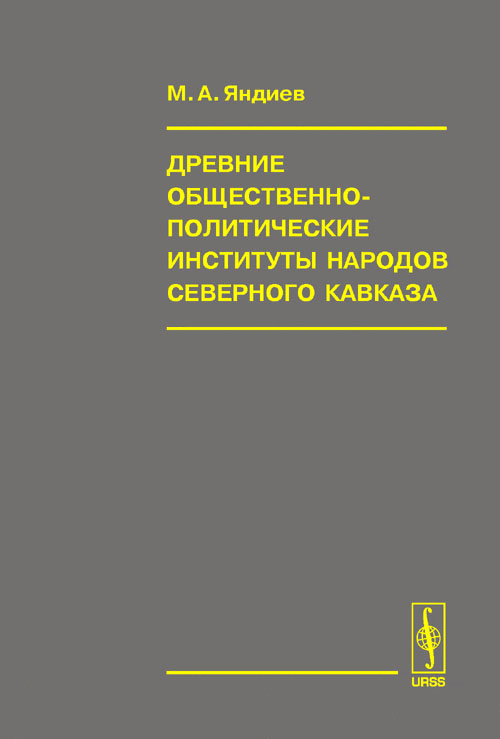 М. А. Яндиев
ДРЕВНИЕ
ОБЩЕСТВЕННО-
ПОЛИТИЧЕСКИЕ
ИНСТИТУТЫ НАРОДОВ
СЕВЕРНОГО КАВКАЗА
URSS